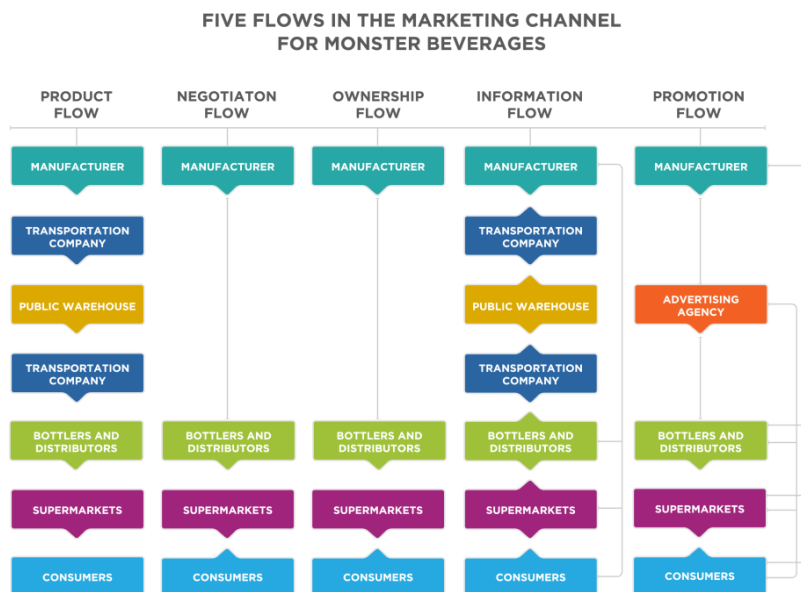 FIVE FLOWS IN THE MARKETING CHANNEL
FOR MONSTER BEVERAGES
PRODUCT
FLOW
NEGOTIATON
FLOW
OWNERSHIP
FLOW
INFORMATION
FLOW
PROMOTION
FLOW
MANUFACTURER
MANUFACTURER
MANUFACTURER
MANUFACTURER
MANUFACTURER
TRANSPORTATION
COMPANY
TRANSPORTATION
COMPANY
PUBLIC WAREHOUSE
PUBLIC WAREHOUSE
ADVERTISING
AGENCY
TRANSPORTATION
COMPANY
TRANSPORTATION
COMPANY
BOTTLERS AND
DISTRIBUTORS
BOTTLERS AND
DISTRIBUTORS
BOTTLERS AND
DISTRIBUTORS
BOTTLERS AND
DISTRIBUTORS
BOTTLERS AND
DISTRIBUTORS
SUPERMARKETS
SUPERMARKETS
SUPERMARKETS
SUPERMARKETS
SUPERMARKETS
CONSUMERS
CONSUMERS
CONSUMERS
CONSUMERS
CONSUMERS